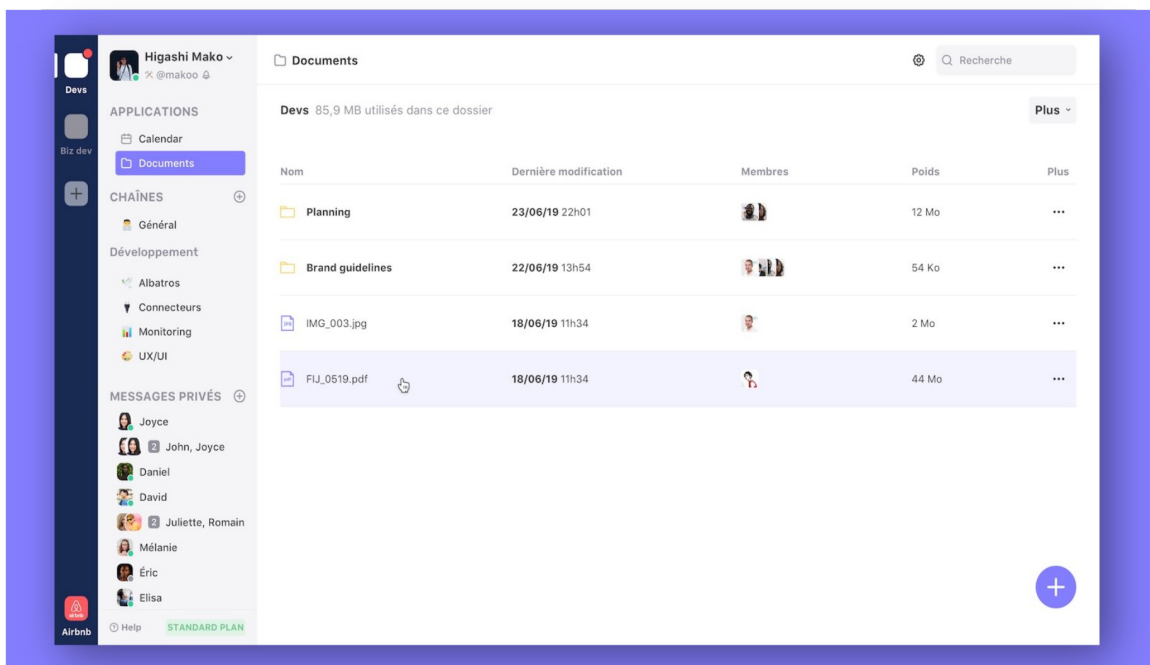 Devs
Biz dev
Airbnb
Higashi Mako
@makoo
APPLICATIONS
Calendar
Documents
CHAÎNES
Général
Développement
Albatros
Connecteurs
Monitoring
UX/UI
MESSAGES PRIVÉS
Joyce
2 John, Joyce
Daniel
David
2 Juliette, Romain
Mélanie
Éric
Elisa
Help STANDARD PLAN
Documents
Recherche
Devs 85,9 MB utilisés dans ce dossier
Plus
Nom Dernière modification Membres Poids Plus
Planning 23/06/19 22h01 12 Mo
Brand guidelines 22/06/19 13h54 54 Ko
JPG IMG_003.jpg 18/06/19 11h34 2 Mo
pdf FIJ_0519.pdf 18/06/19 11h34 44 Mo